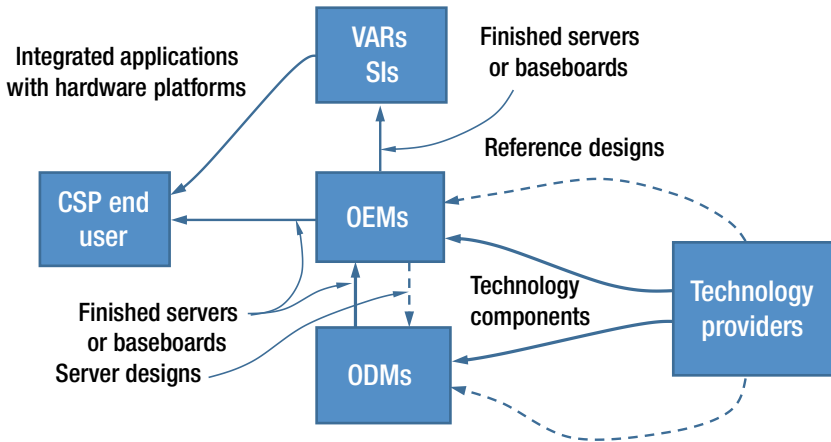 Integrated applications
with hardware platforms
VARs
SIs
Finished servers
or baseboards
Reference designs
CSP end
user
OEMs
Technology
components
Technology
providers
Finished servers
or baseboards
Server designs
ODMs